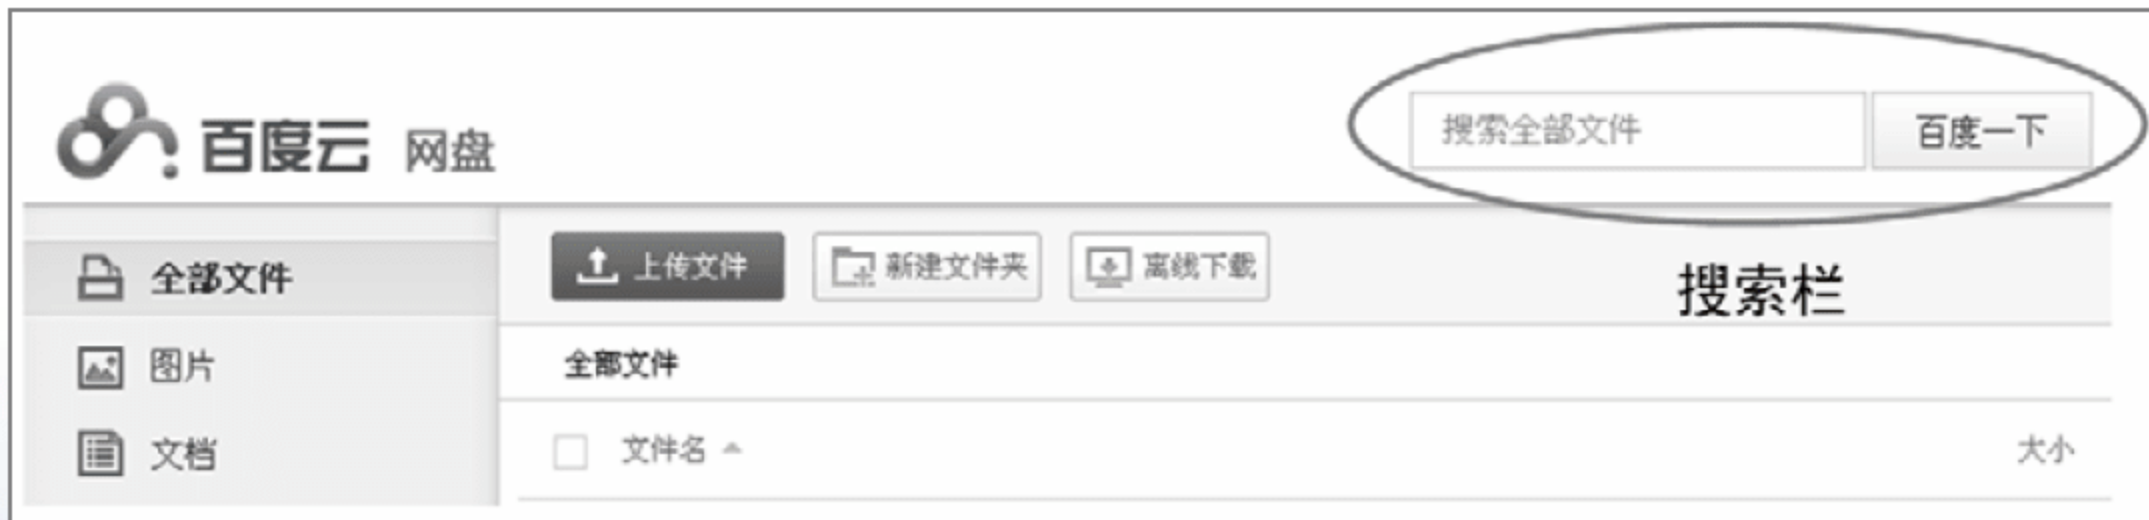 百度云 网盘
搜索全部文件 百度一下
上传文件 新建文件夹 离线下载
搜索栏
全部文件
图片
文档
全部文件
文件名 大小